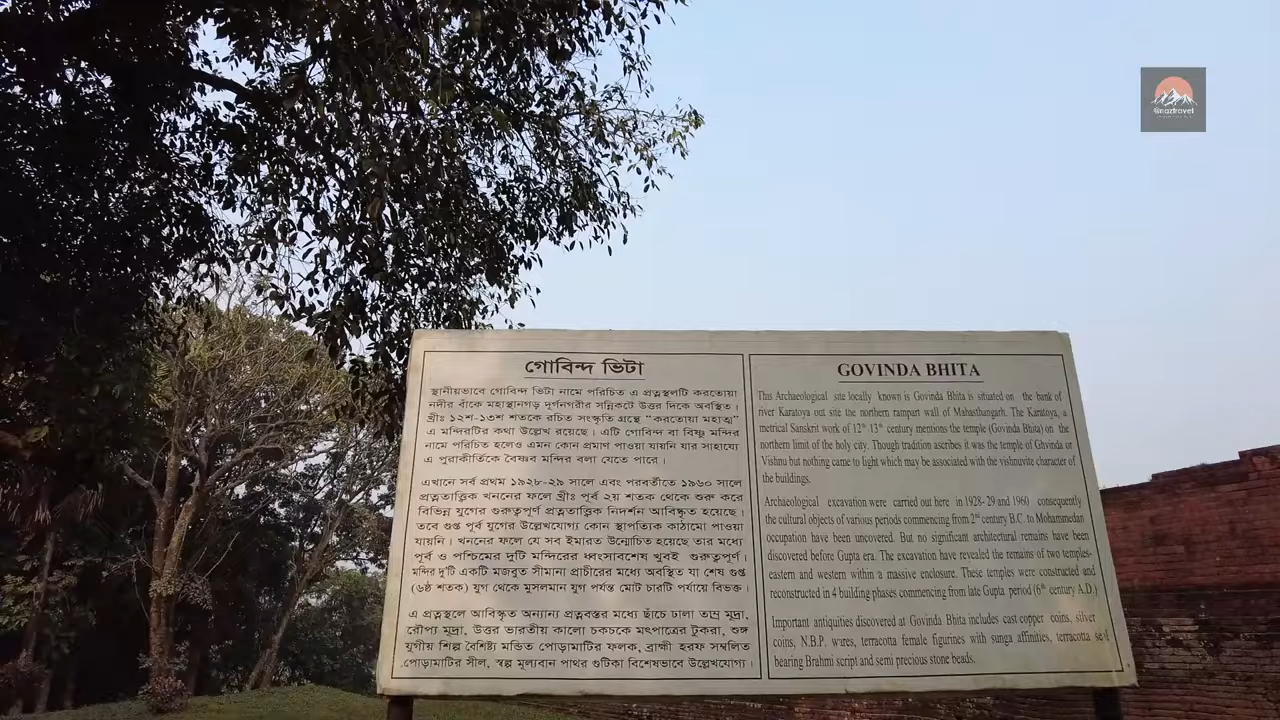 গোবিন্দ ভিটা
স্থানীয়ভাবে গোবিন্দ ভিটা নামে পরিচিত এ প্রত্নস্থলটি করতোয়া
নদীর বাঁকে মহাস্থানগড় দূর্গনগরীর সন্নিকটে উত্তর দিকে অবস্থিত ।
খ্রীঃ ১২শ-১৩শ শতকে রচিত সংস্কৃতি গ্রন্থে “করতোয়া মহাত্ম”
এ মন্দিরটির কথা উল্লেখ রয়েছে । এটি গোবিন্দ বা বিষ্ণু মন্দির
নামে পরিচিত হলেও এমন কোন প্রমাণ পাওয়া যায়নি যার সাহায্যে
এ পুরাকীর্তিকে বৈষ্ণব মন্দির বলা যেতে পারে ।
এখানে সর্ব প্রথম ১৯২৮-২৯ সালে এবং পরবর্তীতে ১৯৬০ সালে
প্রত্নতাত্ত্বিক খননের ফলে খ্রীঃ পূর্ব ২য় শতক থেকে শুরু করে
বিভিন্ন যুগের গুরুত্বপূর্ণ প্রত্নতাত্ত্বিক নিদর্শন আবিষ্কৃত হয়েছে ।
তবে গুপ্ত পূর্ব যুগের উল্লেখযোগ্য কোন স্থাপত্যিক কাঠামো পাওয়া
যায়নি । খননের ফলে যে সব ইমারত উন্মোচিত হয়েছে তার মধ্যে
পূর্ব ও পশ্চিমের দুটি মন্দিরের ধ্বংসাবশেষ খুবই গুরুত্বপূর্ণ ।
মন্দির দু'টি একটি মজবুত সীমানা প্রাচীরের মধ্যে অবস্থিত যা শেষ গুপ্ত
(৬ষ্ঠ শতক) যুগ থেকে মুসলমান যুগ পর্যন্ত মোট চারটি পর্যায়ে বিভক্ত ।
এ প্রত্নস্থলে আবিষ্কৃত অন্যান্য প্রত্নবস্তুর মধ্যে ছাঁচে ঢালা তাম্র মুদ্রা,
রৌপ্য মুদ্রা, উত্তর ভারতীয় কালো চকচকে মৃৎপাত্রের টুকরা, শুঙ্গ
যুগীয় শিল্প বৈশিষ্ট্য মন্ডিত পোড়ামাটির ফলক, ব্রাহ্মী হরফ সম্বলিত
পোড়ামাটির সীল, স্বল্প মূল্যবান পাথর গুটিকা বিশেষভাবে উল্লেখযোগ্য ।
GOVINDA BHITA
This Archaeological site locally known is Govinda Bhita is situated on the bank of
river Karatoya out site the northern rampart wall of Mahasthangarh. The Karatoya, a
metrical Sanskrit work of 12th 13th century mentions the temple (Govinda Bhita) on the
northern limit of the holy city. Though tradition ascribes it was the temple of Ghvinda or
Vishnu but nothing came to light which may be associated with the vishnuvite character of
the buildings.
Archaeological excavation were carried out here in 1928- 29 and 1960 consequently
the cultural objects of various periods commencing from 2nd century B.C. to Mohammedan
occupation have been uncovered. But no significant architectural remains have been
discovered before Gupta era. The excavation have revealed the remains of two temples-
eastern and western within a massive enclosure. These temples were constructed and
reconstructed in 4 building phases commencing from late Gupta period (6th century A.D.)
Important antiquities discovered at Govinda Bhita includes cast copper coins, silver
coins, N.B.P. wares, terracotta female figurines with sunga affinities, terracotta seal
bearing Brahmi script and semi precious stone beads.